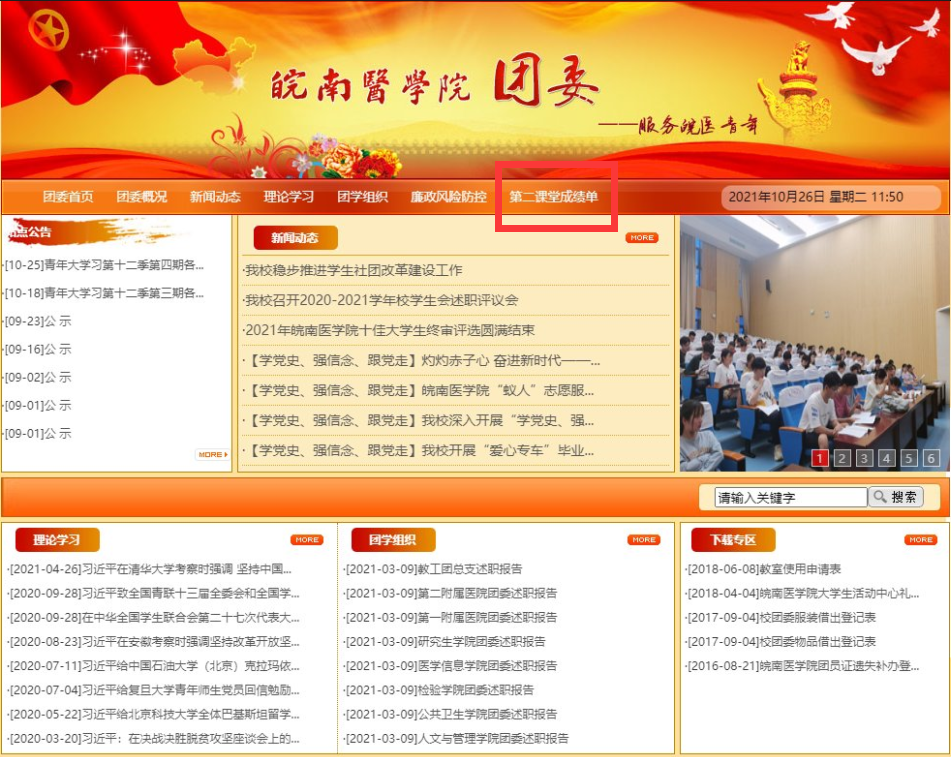 皖南醫學院 团委
——服务皖医青年
团委首页 团委概况 新闻动态 理论学习 团学组织 廉政风险防控 第二课堂成绩单 2021年10月26日 星期二 11:50
点公告
·[10-25]青年大学习第十二季第四期各...
·[10-18]青年大学习第十二季第三期各...
·[09-23]公 示
·[09-16]公 示
·[09-02]公 示
·[09-01]公 示
·[09-01]公 示
MORE
新闻动态 MORE
·我校稳步推进学生社团改革建设工作
·我校召开2020-2021学年校学生会述职评议会
·2021年皖南医学院十佳大学生终审评选圆满结束
·【学党史、强信念、跟党走】灼灼赤子心 奋进新时代——...
·【学党史、强信念、跟党走】皖南医学院“蚁人”志愿服...
·【学党史、强信念、跟党走】我校深入开展“学党史、强...
·【学党史、强信念、跟党走】我校开展“爱心专车”毕业...
1 2 3 4 5 6
请输入关键字 搜索
理论学习 MORE
·[2021-04-26]习近平在清华大学考察时强调 坚持中国...
·[2020-09-28]习近平致全国青联十三届全委会和全国学...
·[2020-09-28]在中华全国学生联合会第二十七次代表大...
·[2020-08-23]习近平在安徽考察时强调坚持改革开放坚...
·[2020-07-11]习近平给中国石油大学（北京）克拉玛依...
·[2020-07-04]习近平给复旦大学青年师生党员回信勉励...
·[2020-05-22]习近平给北京科技大学全体巴基斯坦留学...
·[2020-03-20]习近平：在决战决胜脱贫攻坚座谈会上的...
团学组织 MORE
·[2021-03-09]教工团总支述职报告
·[2021-03-09]第二附属医院团委述职报告
·[2021-03-09]第一附属医院团委述职报告
·[2021-03-09]研究生学院团委述职报告
·[2021-03-09]医学信息学院团委述职报告
·[2021-03-09]检验学院团委述职报告
·[2021-03-09]公共卫生学院团委述职报告
·[2021-03-09]人文与管理学院团委述职报告
下载专区 MORE
·[2018-06-08]教室使用申请表
·[2018-04-04]皖南医学院大学生活动中心礼...
·[2017-09-04]校团委服装借出登记表
·[2017-09-04]校团委物品借出登记表
·[2016-08-21]皖南医学院团员证遗失补办登...